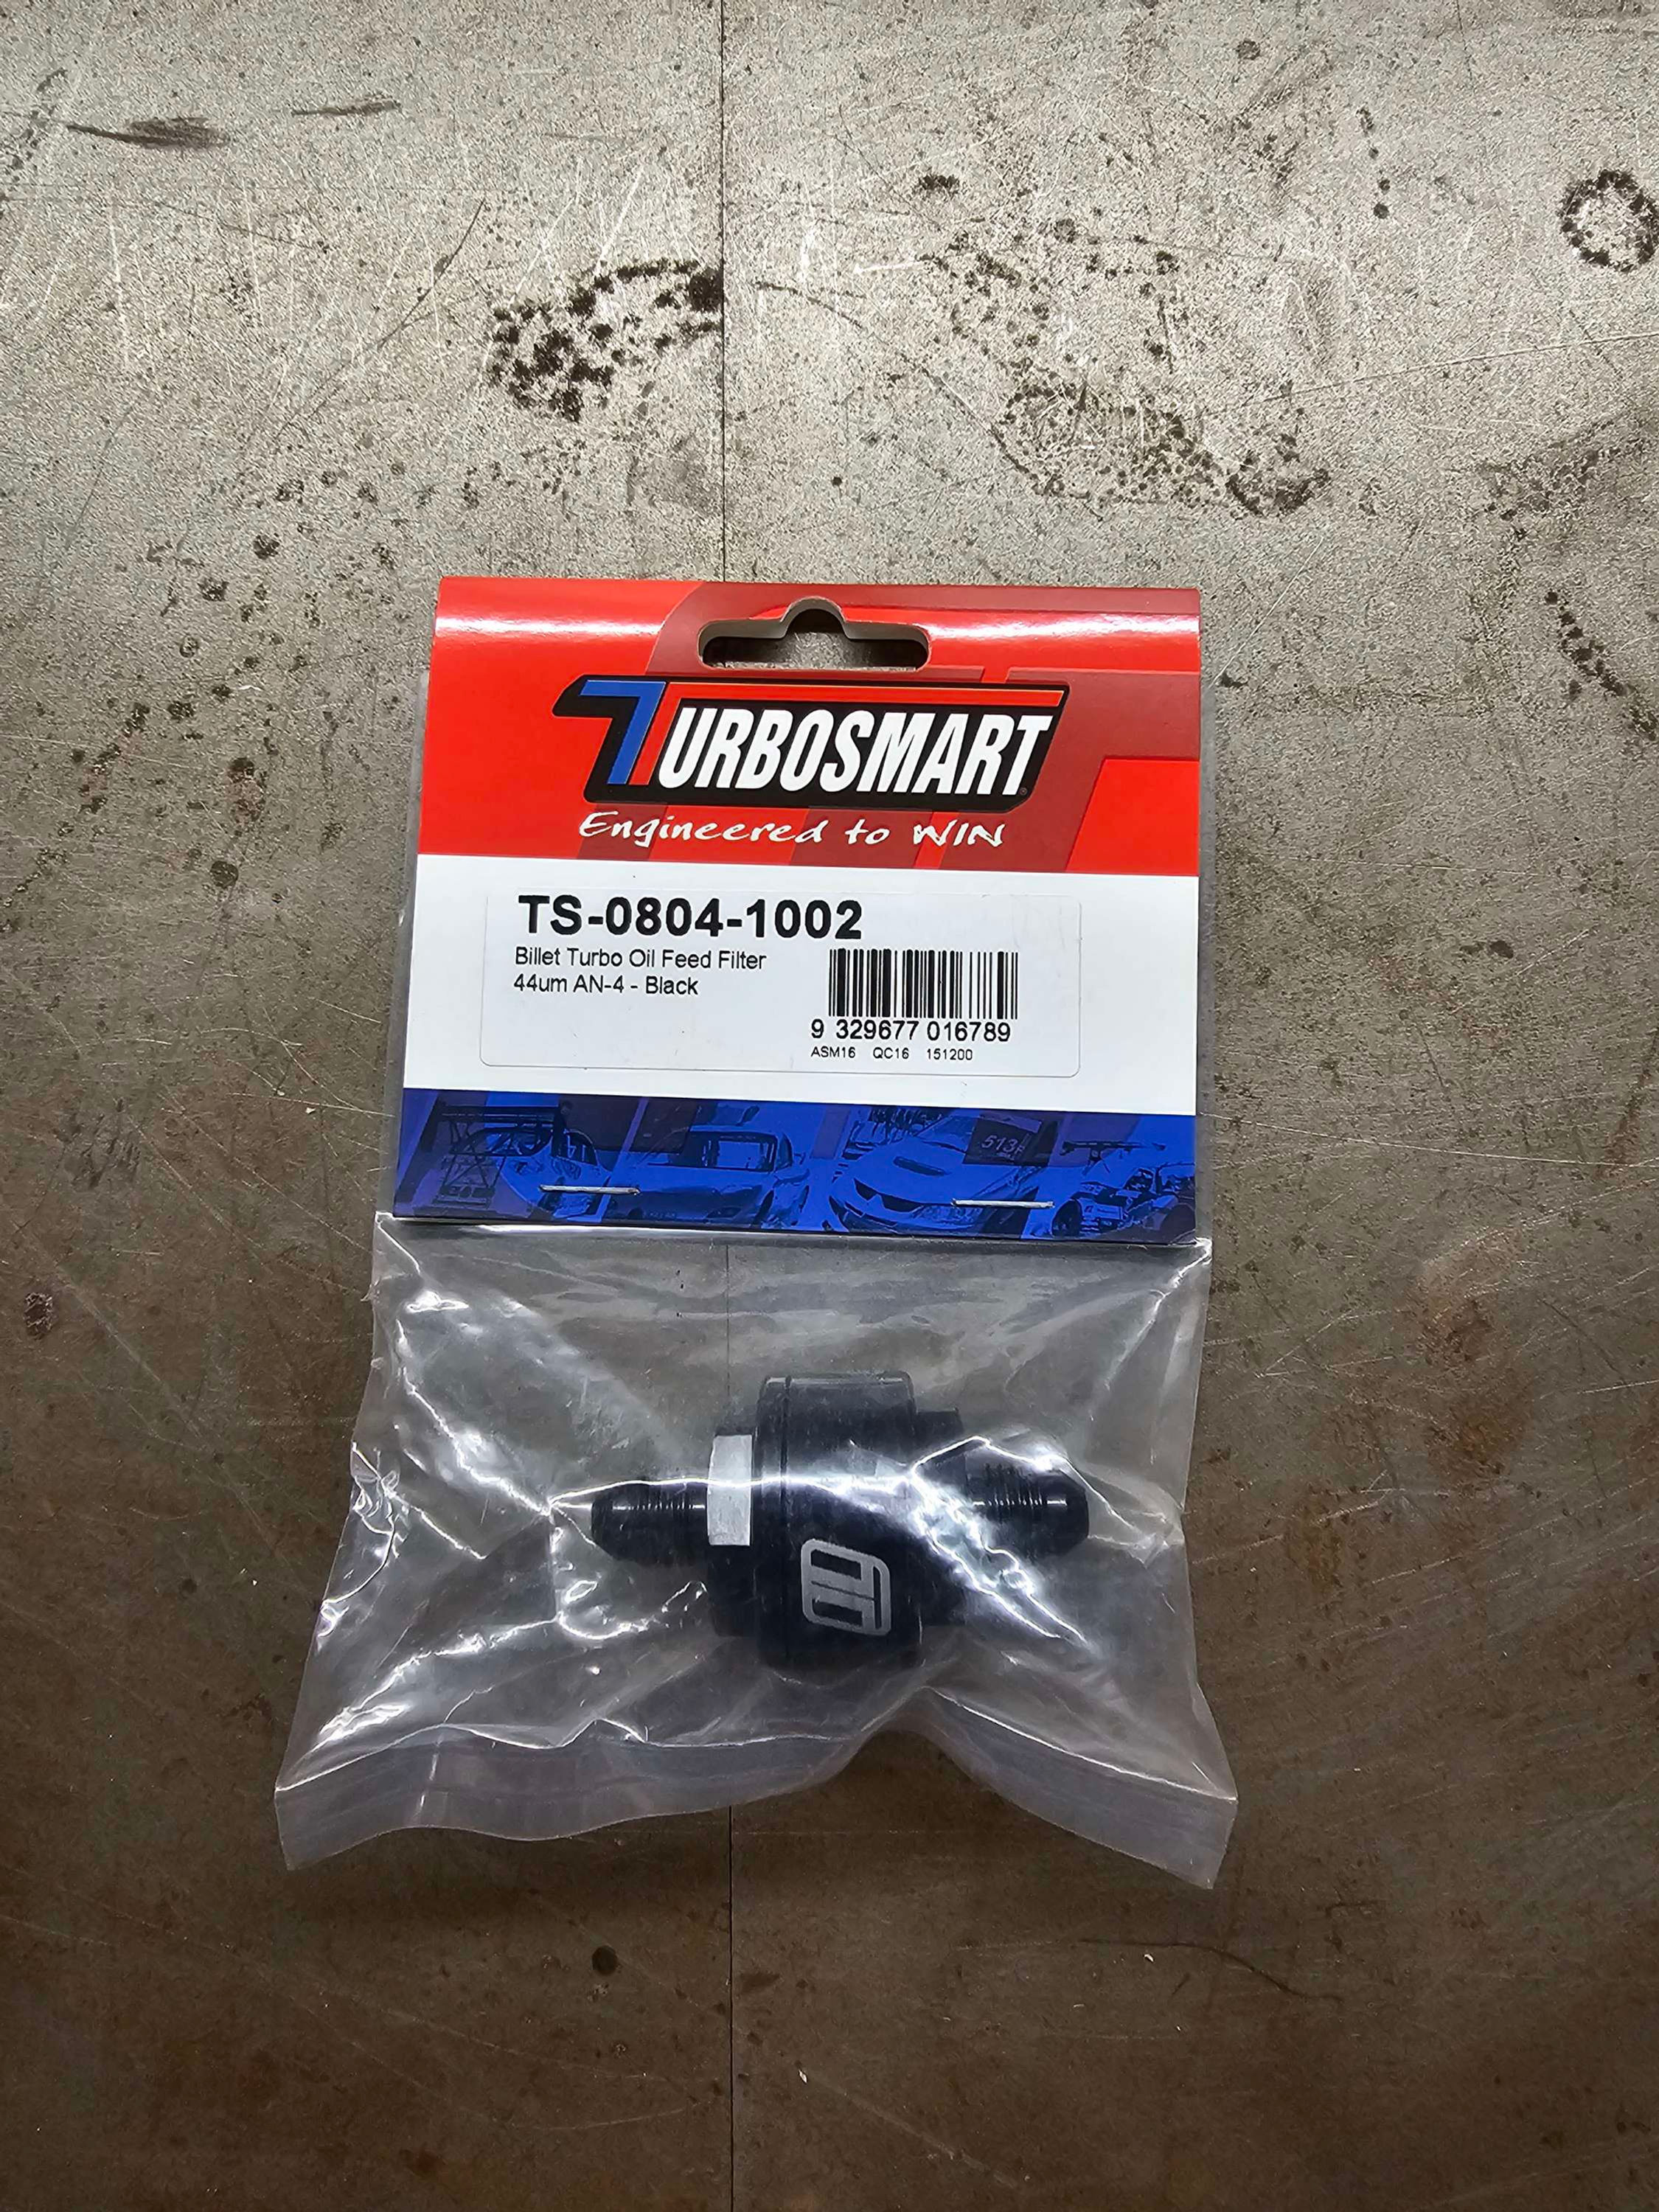 TURBOSMART
Engineered to WIN
TS-0804-1002
Billet Turbo Oil Feed Filter
44um AN-4 - Black
9 329677 016789
ASM16 QC16 151200
513